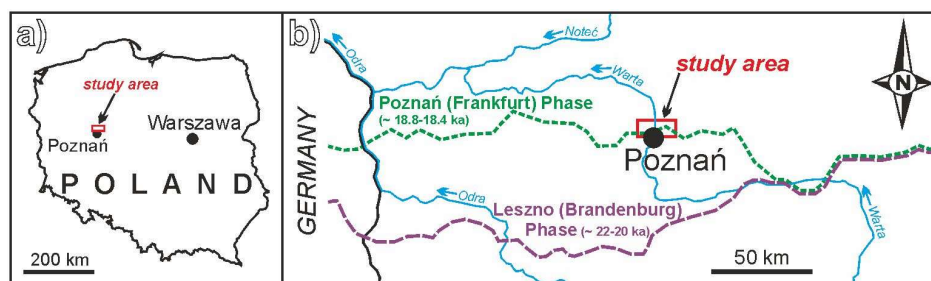 a)
study area
Warszawa
Poznań
POLAND
200 km
b)
Odra
Noteć
Warta
study area
N
Poznań (Frankfurt) Phase
(~ 18.8-18.4 ka)
Poznań
GERMANY
Odra
Leszno (Brandenburg)
Phase (~ 22-20 ka)
Warta
50 km